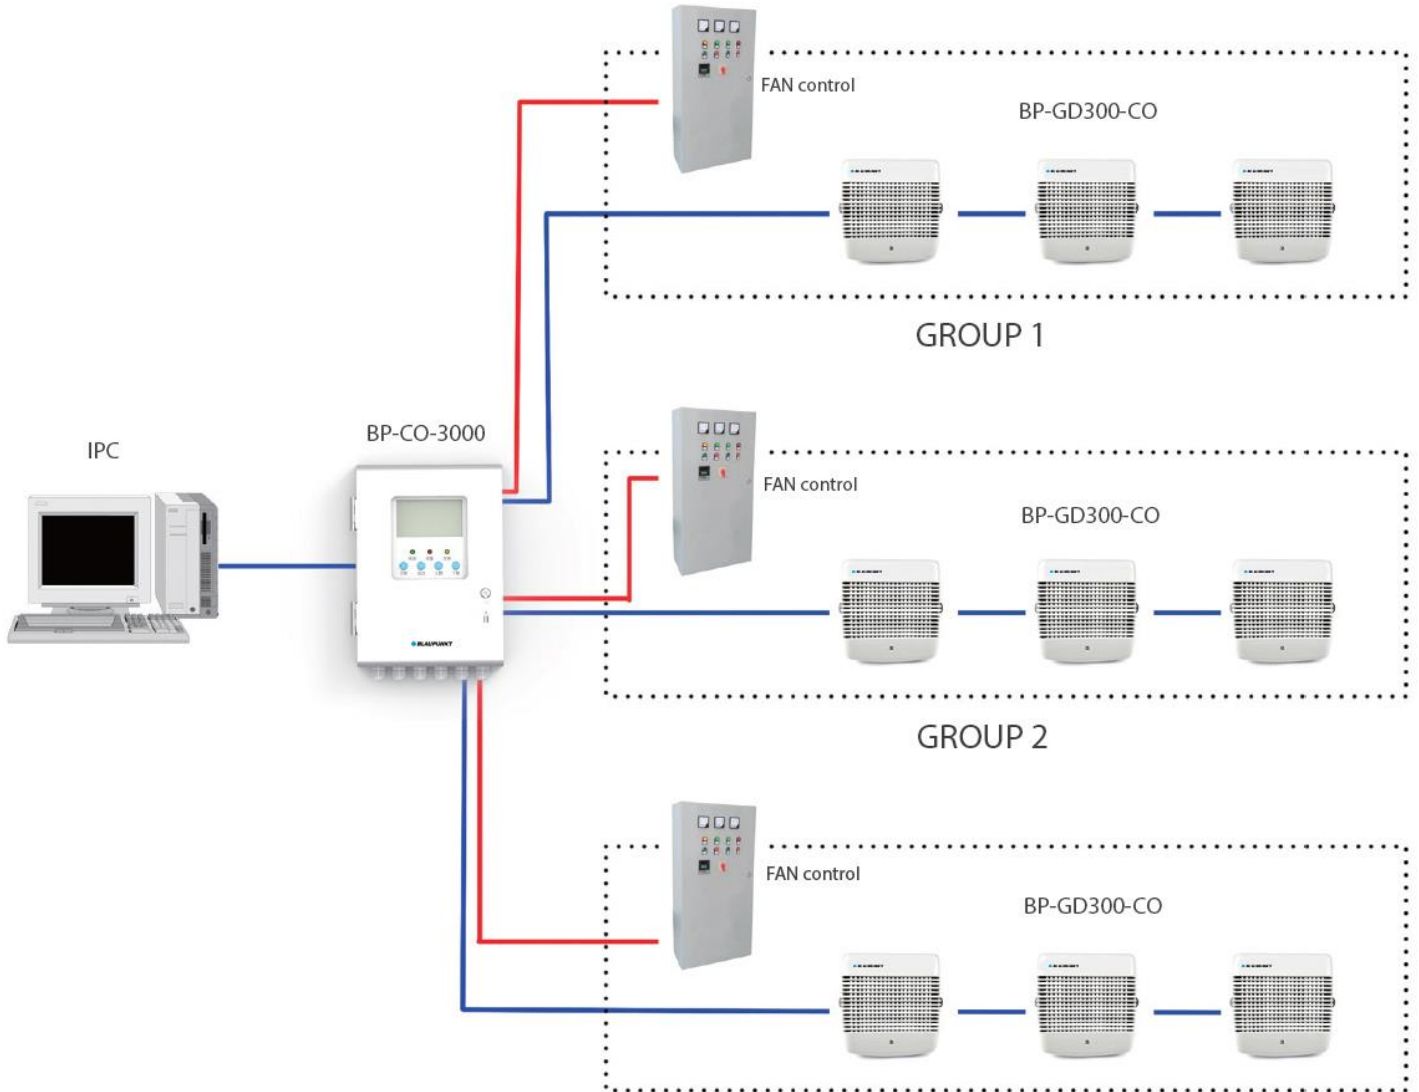 FAN control
BP-GD300-CO
GROUP 1
IPC
BP-CO-3000
BLAUPUNKT
FAN control
BP-GD300-CO
GROUP 2
FAN control
BP-GD300-CO